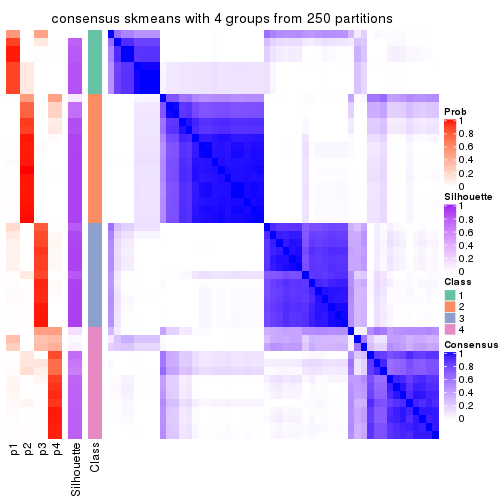 consensus skmeans with 4 groups from 250 partitions
Prob
1
0.8
0.6
0.4
0.2
0
Silhouette
1
0.8
0.6
0.4
0.2
0
Class
1
2
3
4
Consensus
1
0.8
0.6
0.4
0.2
0
p1
p2
p3
p4
Silhouette
Class